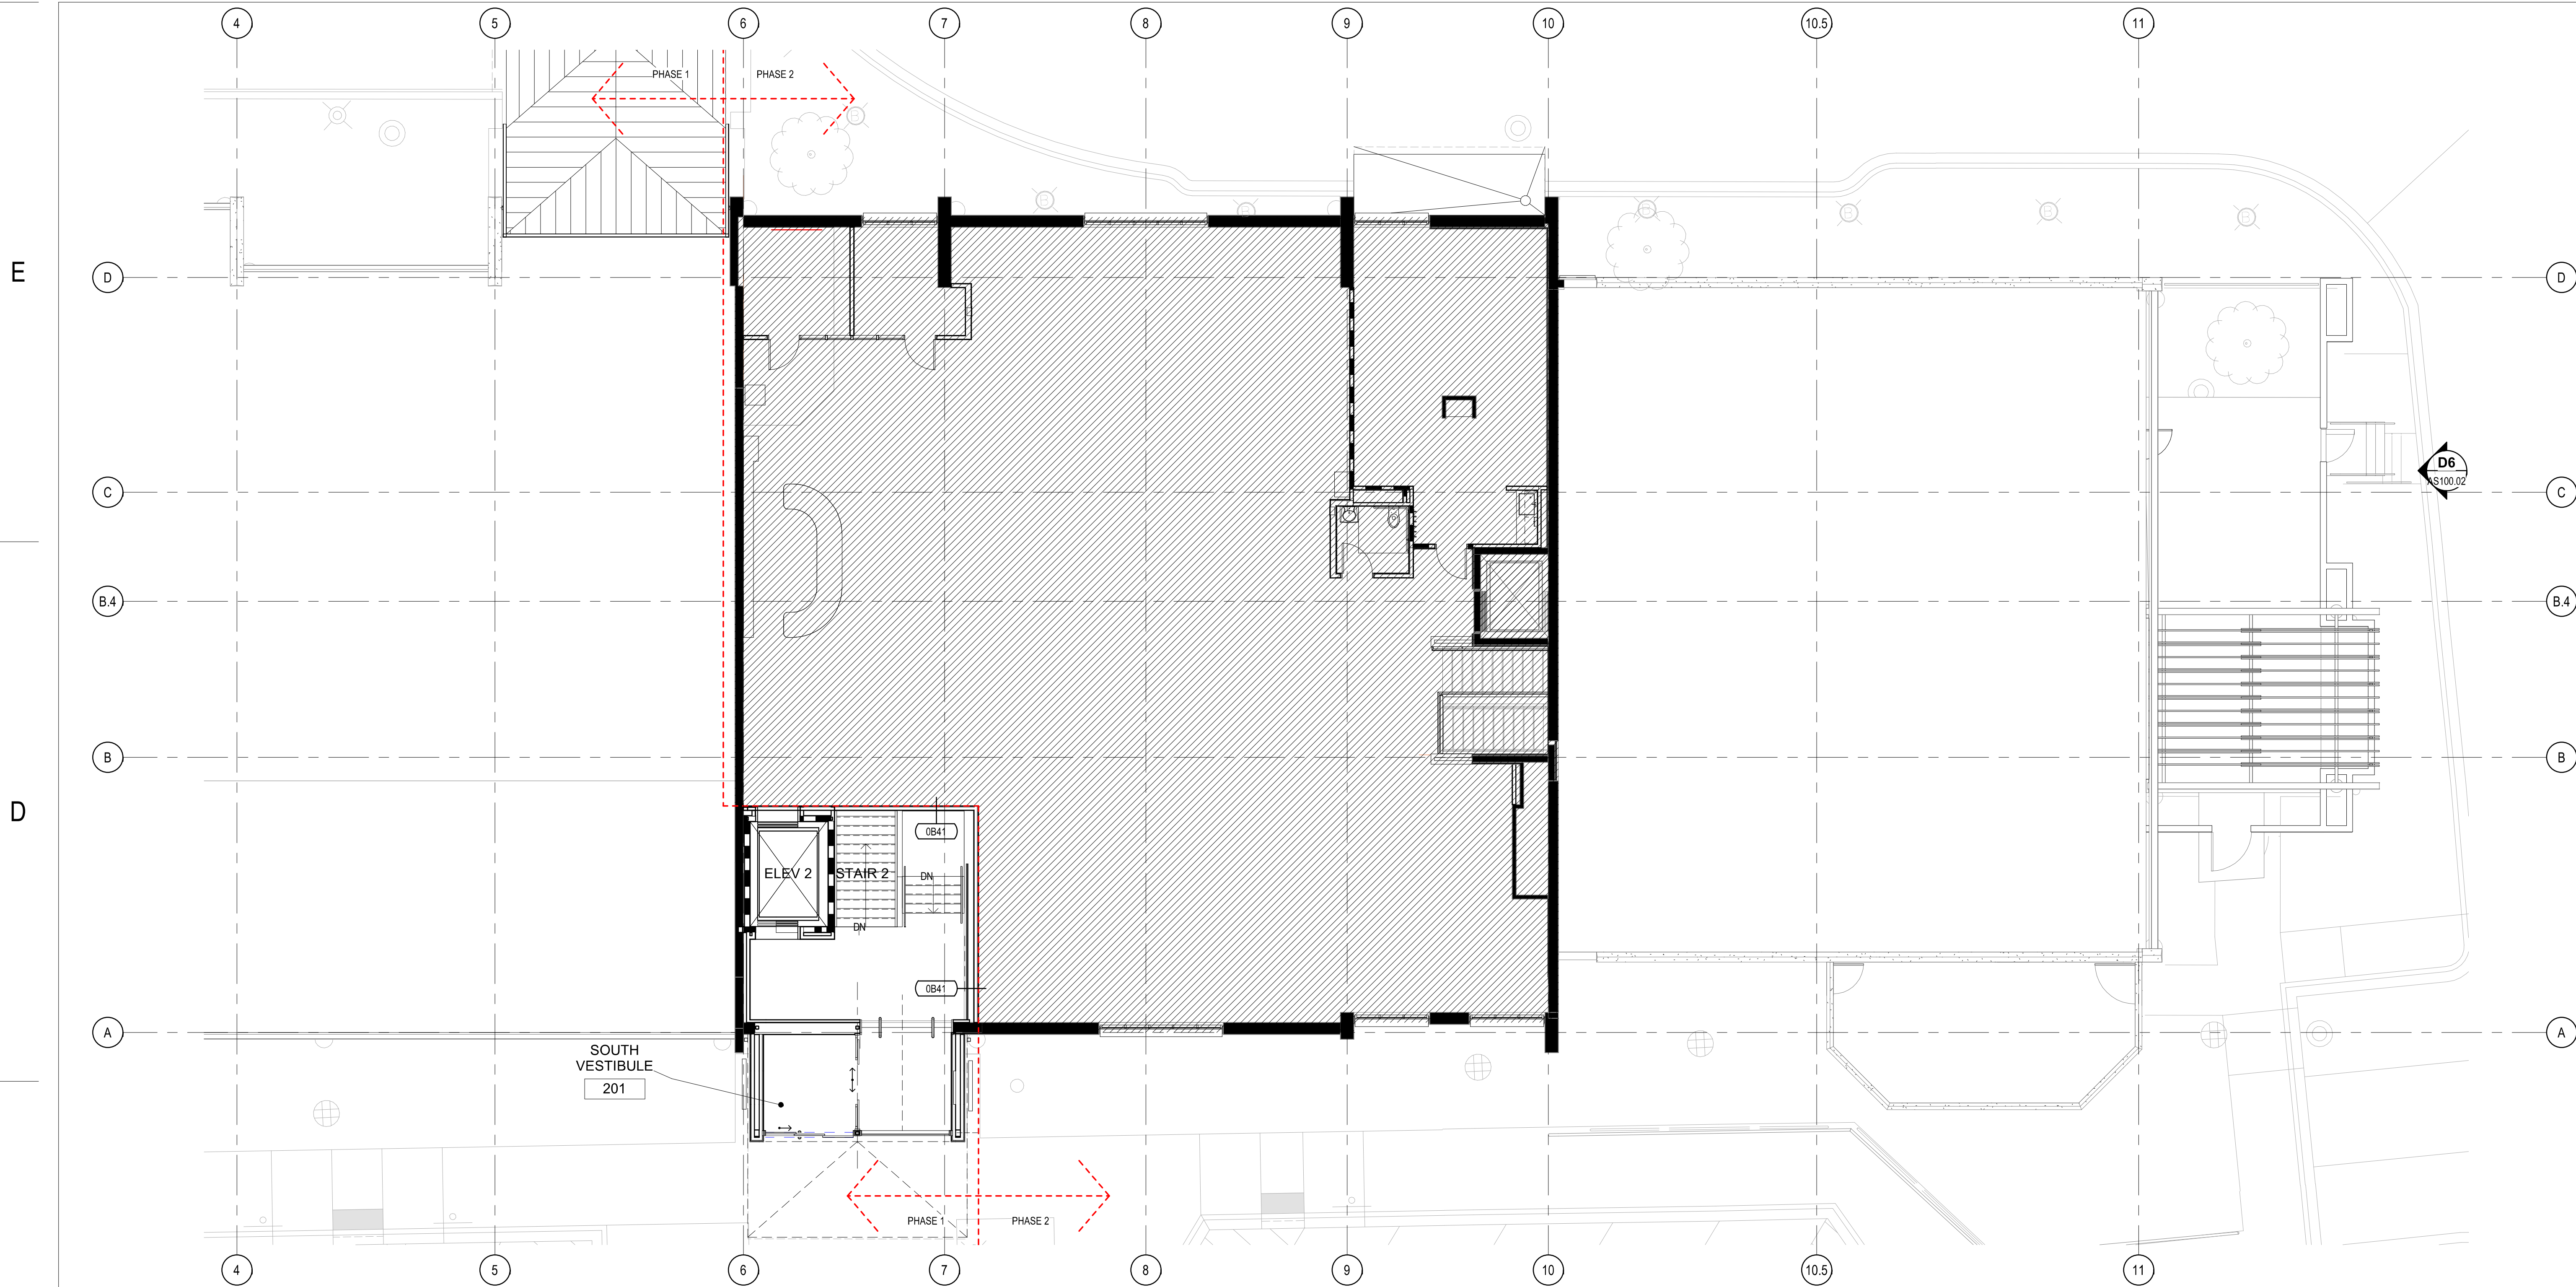 4 5 6 7 8 9 10 10.5 11
PHASE 1 PHASE 2
E
D D
C C
D6
AS100.02
B.4 B.4
B B
D
0B41
ELEV 2 STAIR 2 DN
DN
0B41
A A
SOUTH
VESTIBULE
201
PHASE 1 PHASE 2
4 5 6 7 8 9 10 10.5 11